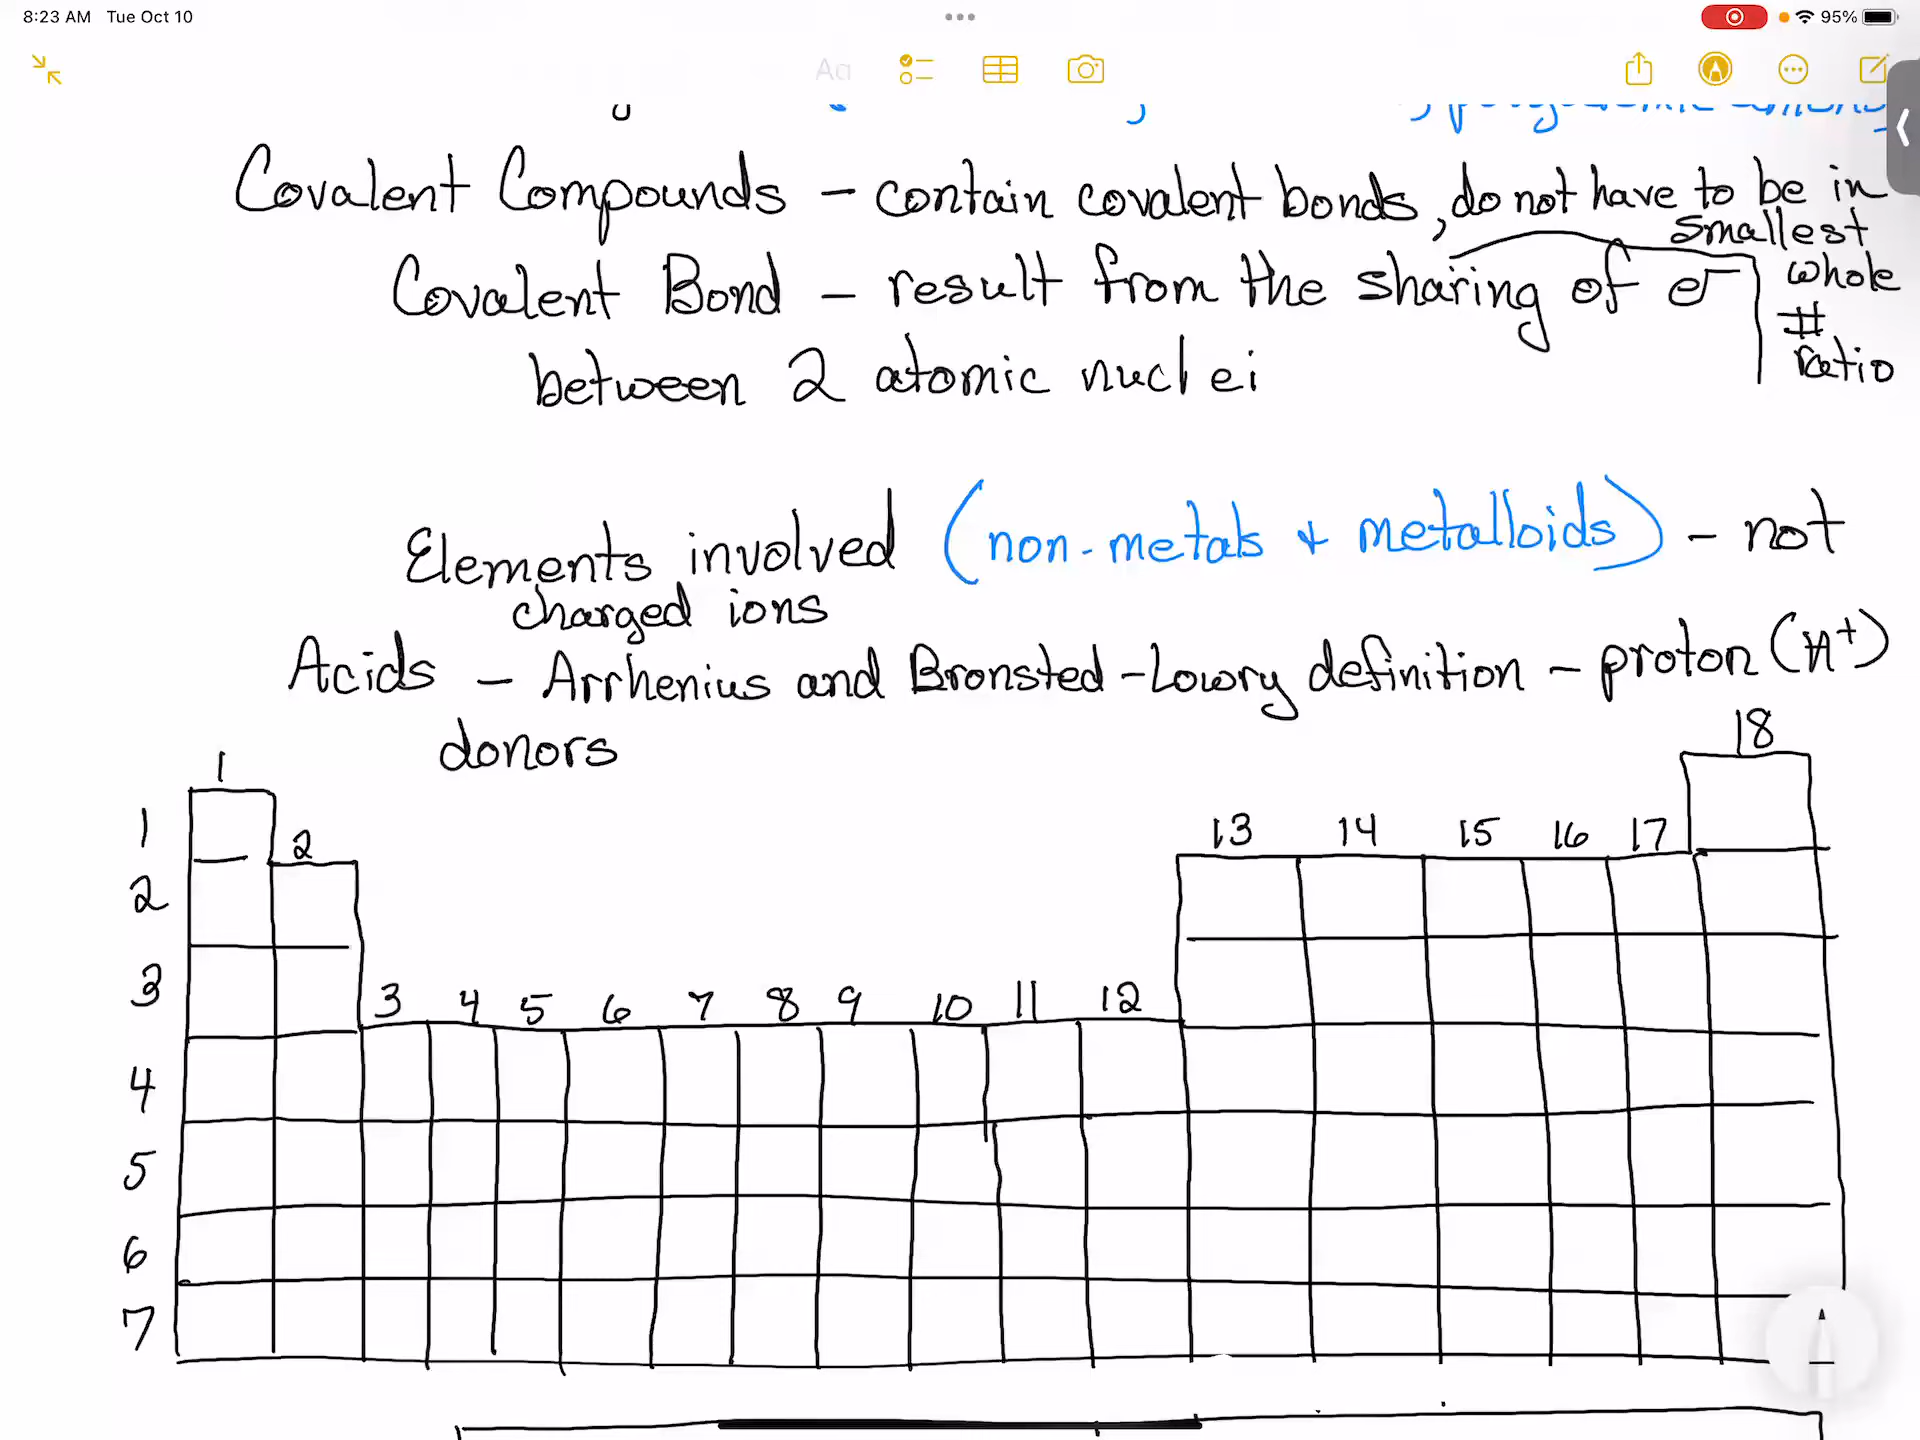 8:23 AM Tue Oct 10
95%
Aa
Covalent Compounds - contain covalent bonds, do not have to be in
smallest
whole
#
ratio
Covalent Bond - result from the sharing of e-
between 2 atomic nuclei
Elements involved (non-metals + metalloids) - not
charged ions
Acids - Arrhenius and Bronsted-Lowry definition - proton (H+)
donors
1 18
1 2 13 14 15 16 17
2
3 3 4 5 6 7 8 9 10 11 12
4
5
6
7